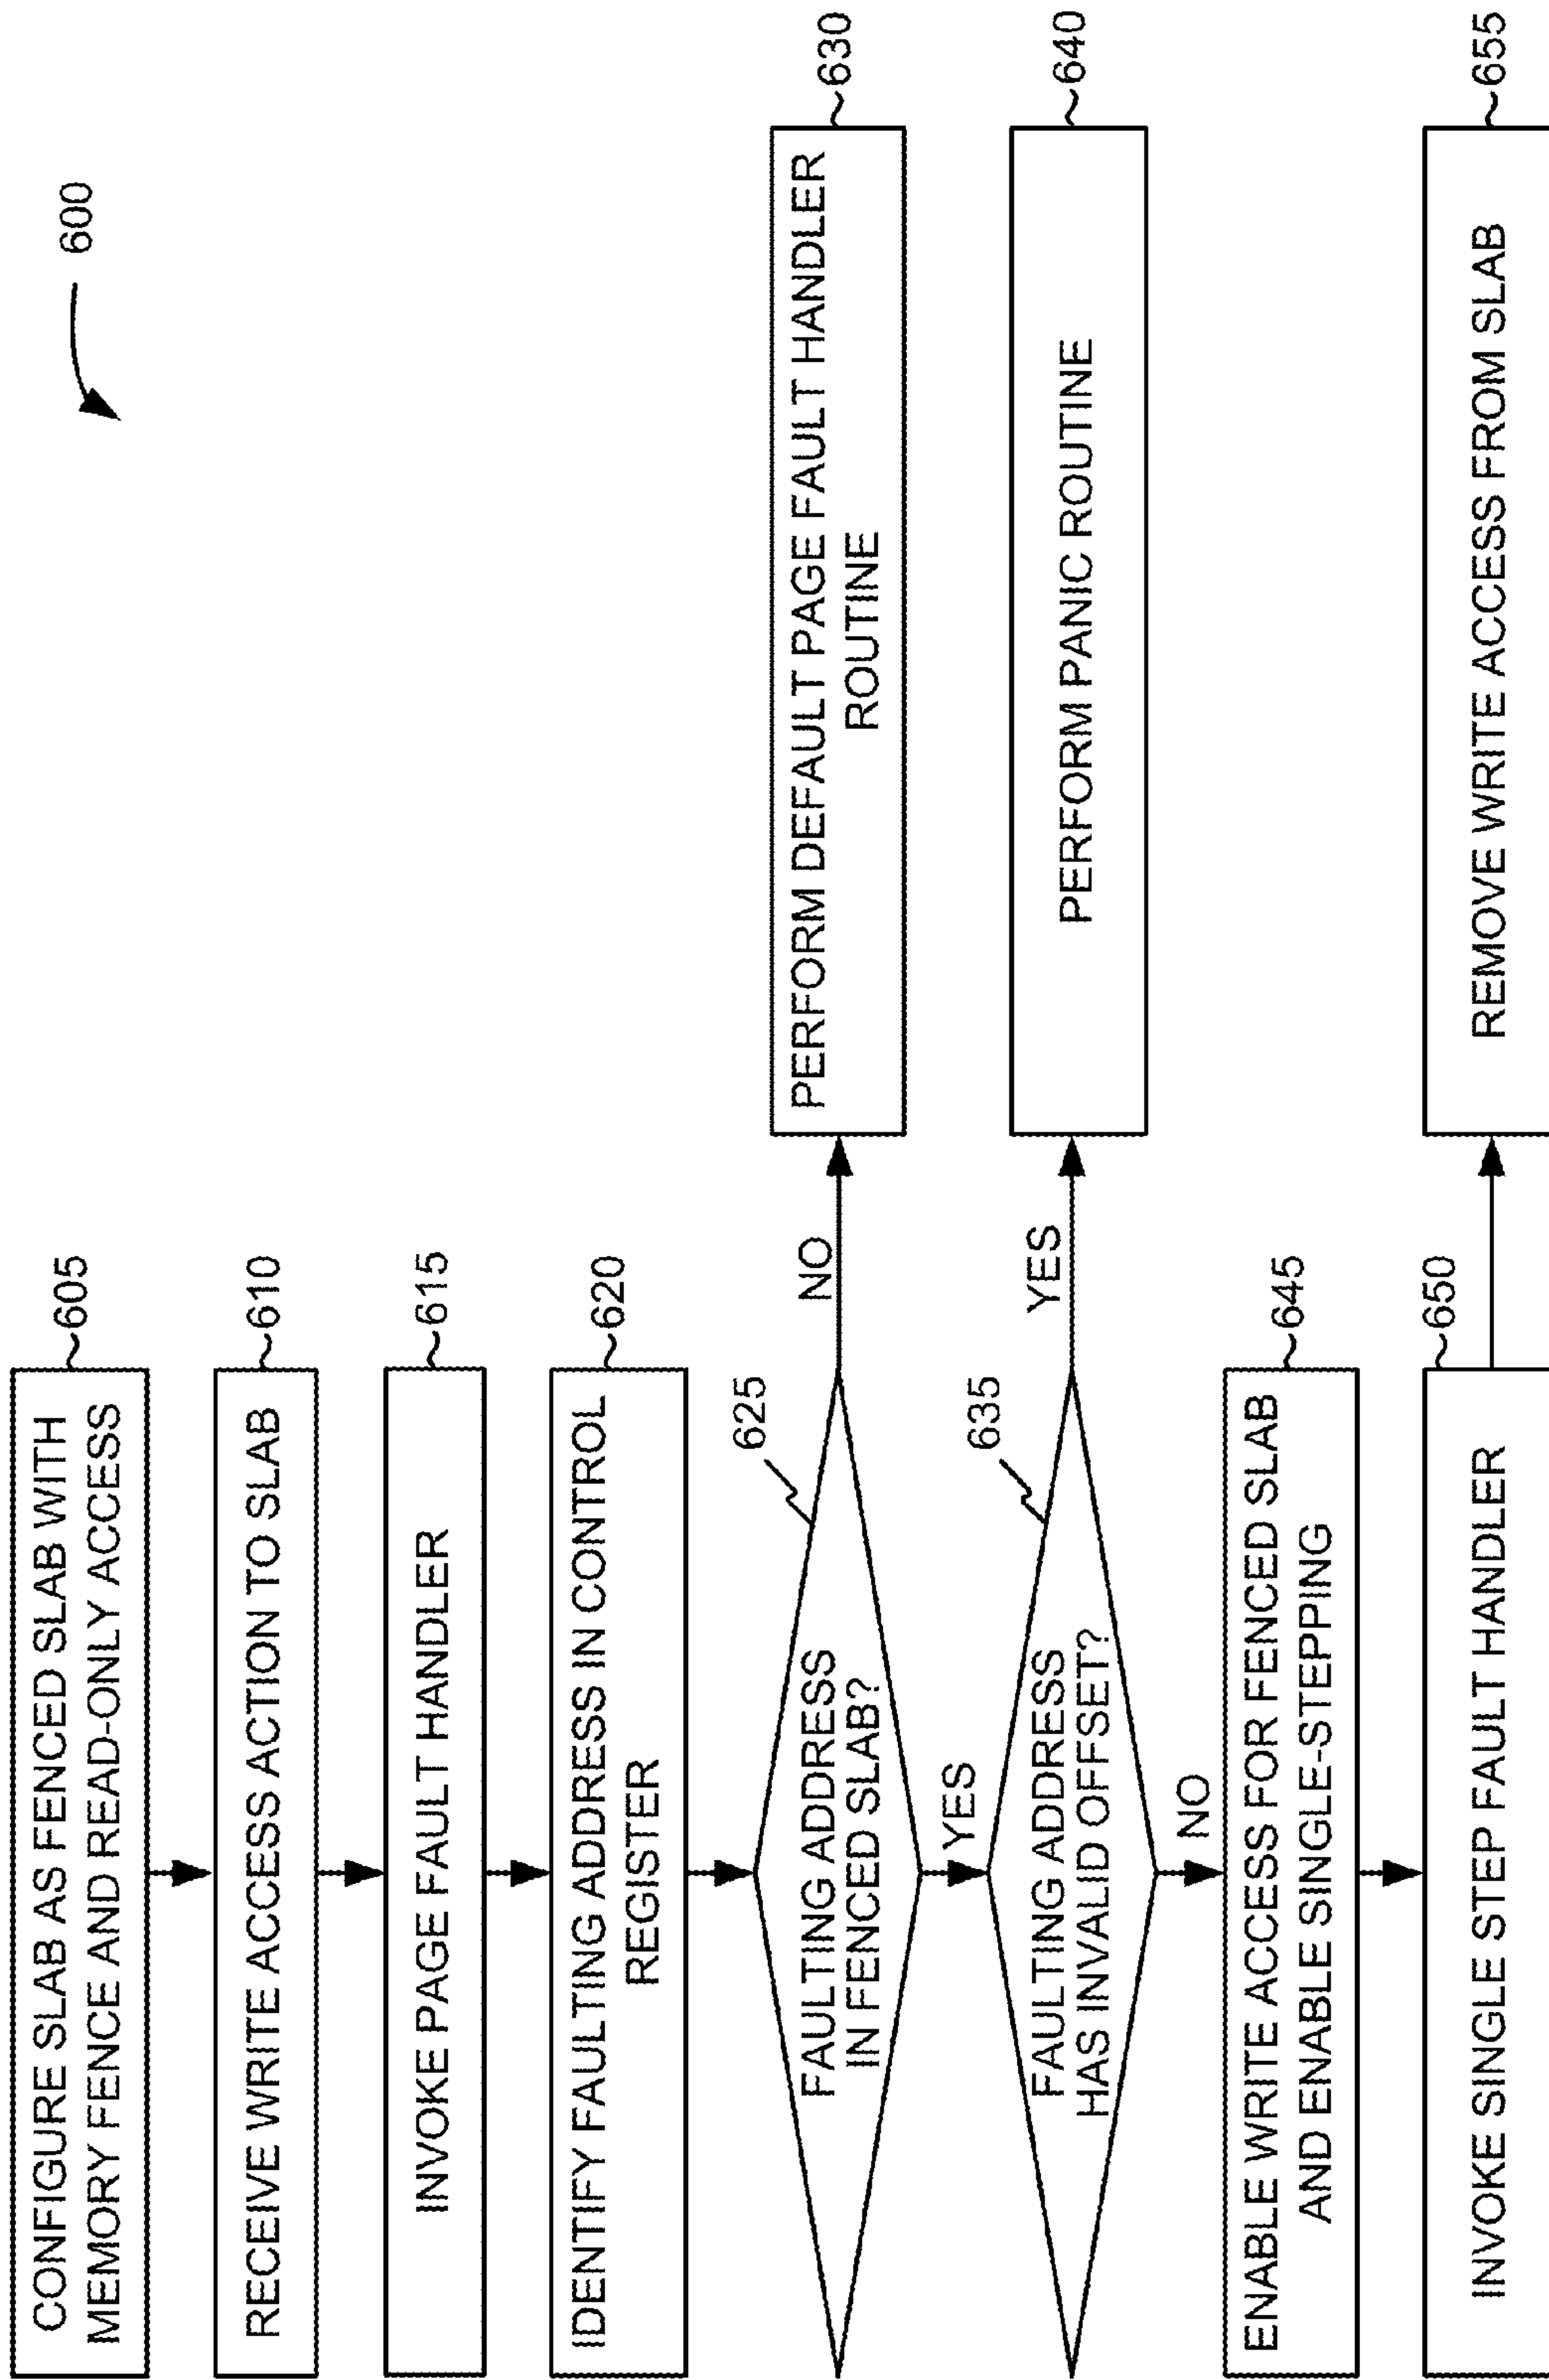 600
CONFIGURE SLAB AS FENCED SLAB WITH
MEMORY FENCE AND READ-ONLY ACCESS
605
RECEIVE WRITE ACCESS ACTION TO SLAB
610
INVOKE PAGE FAULT HANDLER
615
IDENTIFY FAULTING ADDRESS IN CONTROL
REGISTER
620
FAULTING ADDRESS
IN FENCED SLAB?
625
NO
PERFORM DEFAULT PAGE FAULT HANDLER
ROUTINE
630
YES
FAULTING ADDRESS
HAS INVALID OFFSET?
635
YES
PERFORM PANIC ROUTINE
640
NO
ENABLE WRITE ACCESS FOR FENCED SLAB
AND ENABLE SINGLE-STEPPING
645
INVOKE SINGLE STEP FAULT HANDLER
650
REMOVE WRITE ACCESS FROM SLAB
655